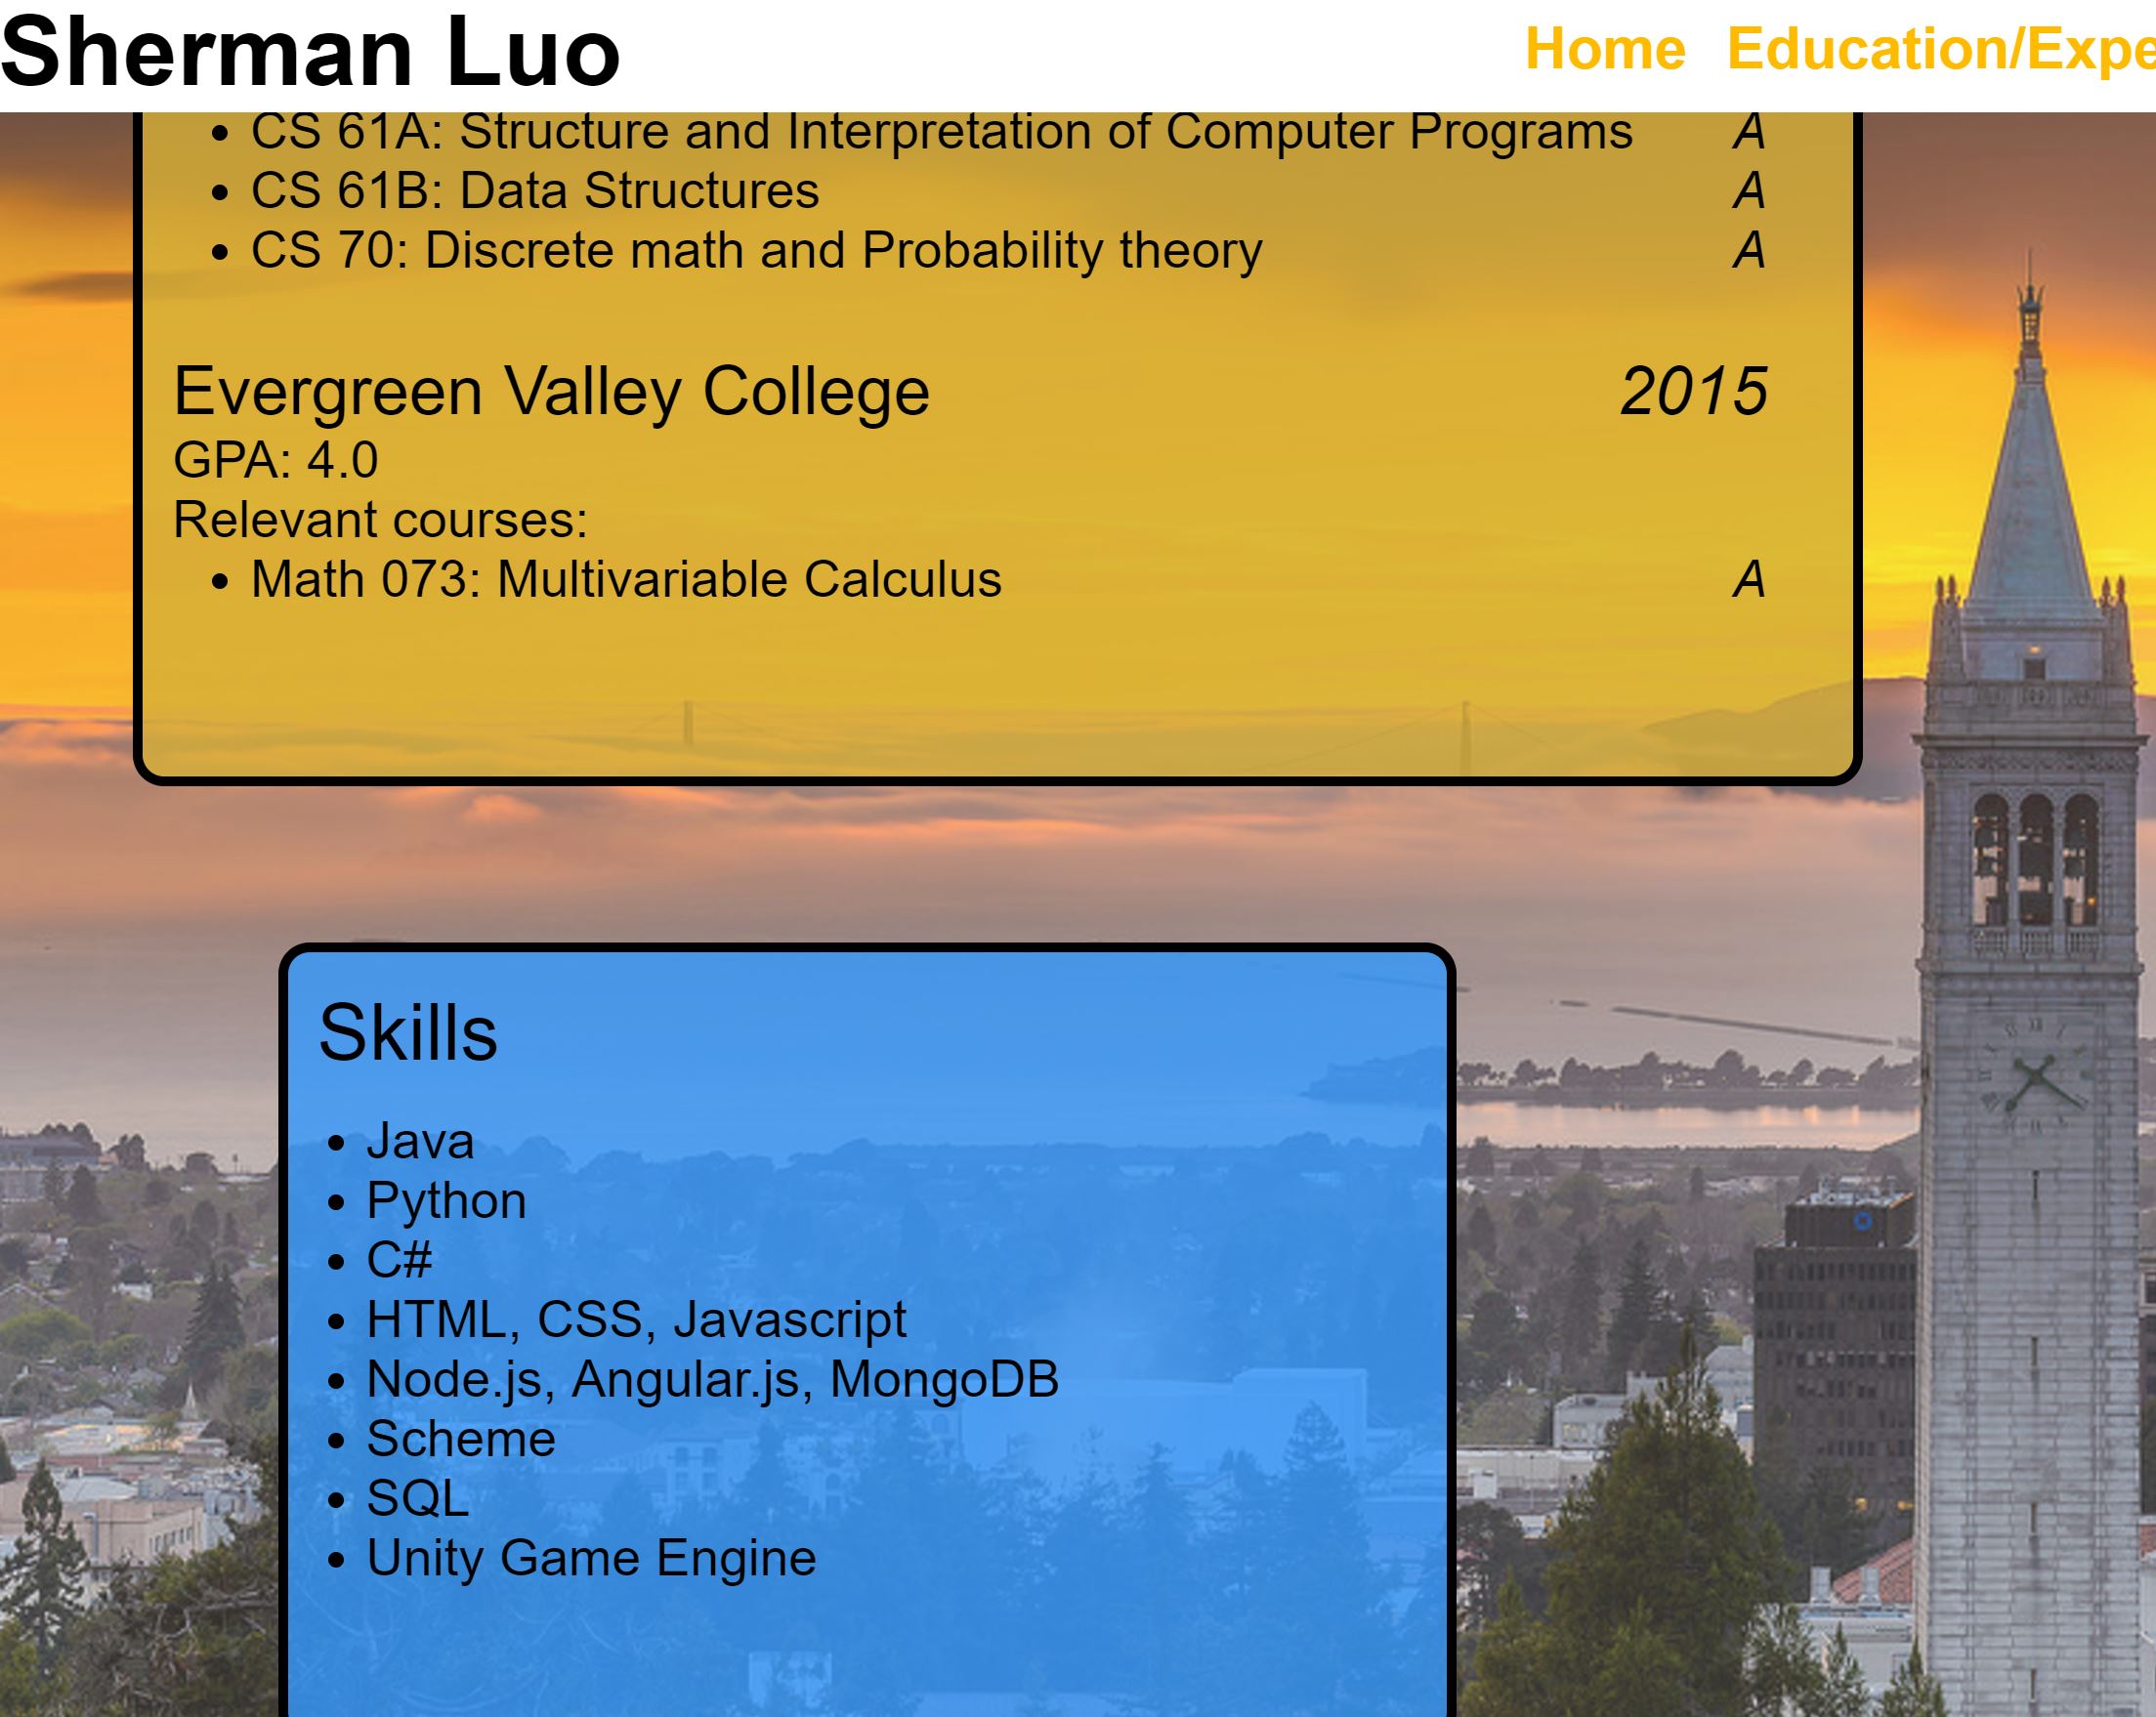 Sherman Luo
Home Education/Expe
CS 61A: Structure and Interpretation of Computer Programs A
CS 61B: Data Structures A
CS 70: Discrete math and Probability theory A
Evergreen Valley College 2015
GPA: 4.0
Relevant courses:
Math 073: Multivariable Calculus A
Skills
Java
Python
C#
HTML, CSS, Javascript
Node.js, Angular.js, MongoDB
Scheme
SQL
Unity Game Engine